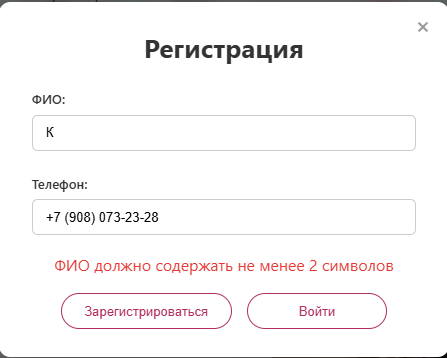 ×
Регистрация
ФИО:
К
Телефон:
+7 (908) 073-23-28
ФИО должно содержать не менее 2 символов
Зарегистрироваться
Войти